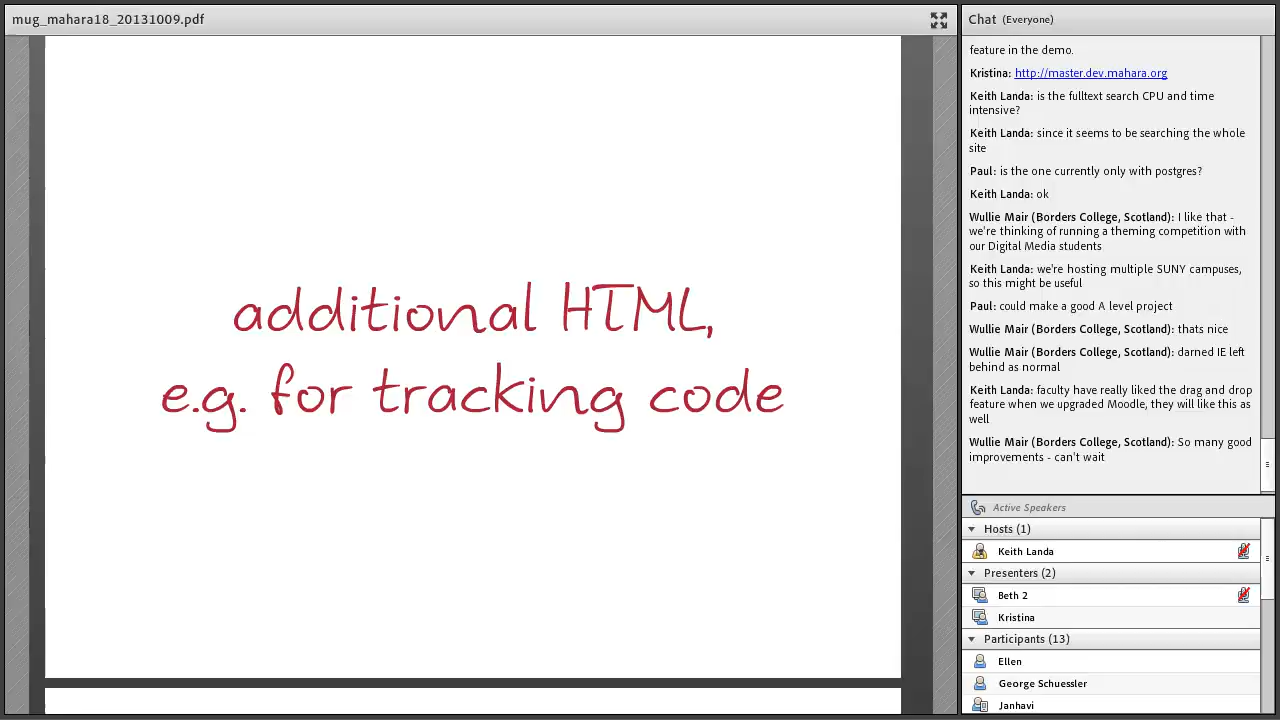 mug_mahara18_20131009.pdf
additional HTML,
e.g. for tracking code
Chat (Everyone)
feature in the demo.
Kristina: http://master.dev.mahara.org
Keith Landa: is the fulltext search CPU and time
intensive?
Keith Landa: since it seems to be searching the whole
site
Paul: is the one currently only with postgres?
Keith Landa: ok
Wullie Mair (Borders College, Scotland): I like that -
we're thinking of running a theming competition with
our Digital Media students
Keith Landa: we're hosting multiple SUNY campuses,
so this might be useful
Paul: could make a good A level project
Wullie Mair (Borders College, Scotland): thats nice
Wullie Mair (Borders College, Scotland): darned IE left
behind as normal
Keith Landa: faculty have really liked the drag and drop
feature when we upgraded Moodle, they will like this as
well
Wullie Mair (Borders College, Scotland): So many good
improvements - can't wait
Active Speakers
Hosts (1)
Keith Landa
Presenters (2)
Beth 2
Kristina
Participants (13)
Ellen
George Schuessler
Janhavi